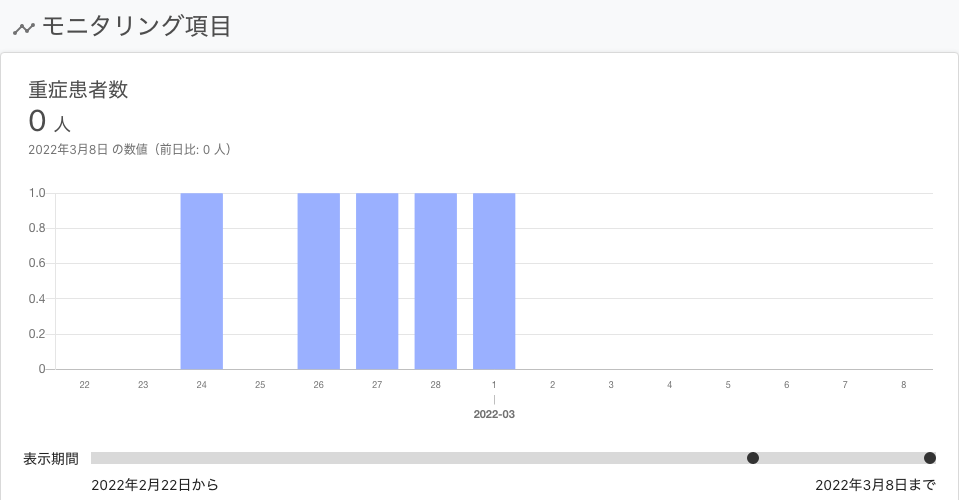 モニタリング項目
重症患者数
0 人
2022年3月8日 の数値（前日比: 0 人）
1.0
0.8
0.6
0.4
0.2
0
22 23 24 25 26 27 28 1 2 3 4 5 6 7 8
2022-03
表示期間
2022年2月22日から 2022年3月8日まで